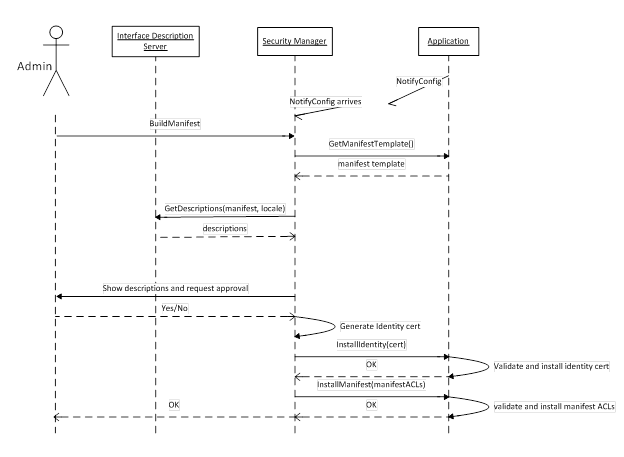 Interface Description
Server
Security Manager
Application
Admin
NotifyConfig
NotifyConfig arrives
BuildManifest
GetManifestTemplate()
manifest template
GetDescriptions(manifest, locale)
descriptions
Show descriptions and request approval
Yes/No
Generate Identity cert
InstallIdentity(cert)
OK
Validate and install identity cert
InstallManifest(manifestACLs)
OK
OK
validate and install manifest ACLs